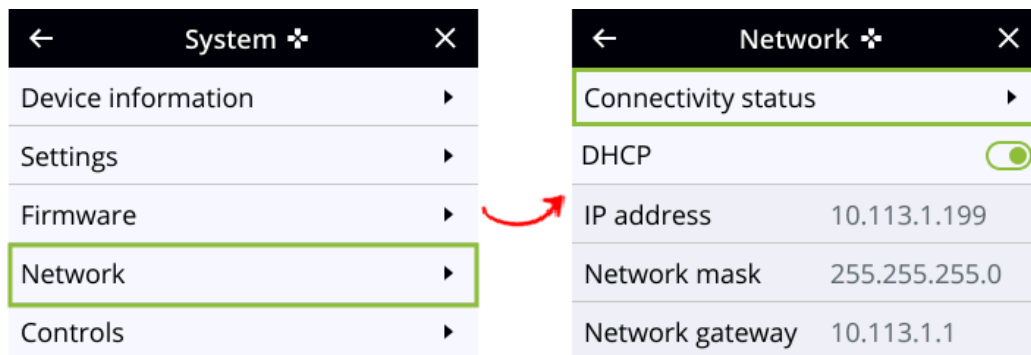 System
Device information
Settings
Firmware
Network
Controls
Network
Connectivity status
DHCP
IP address 10.113.1.199
Network mask 255.255.255.0
Network gateway 10.113.1.1